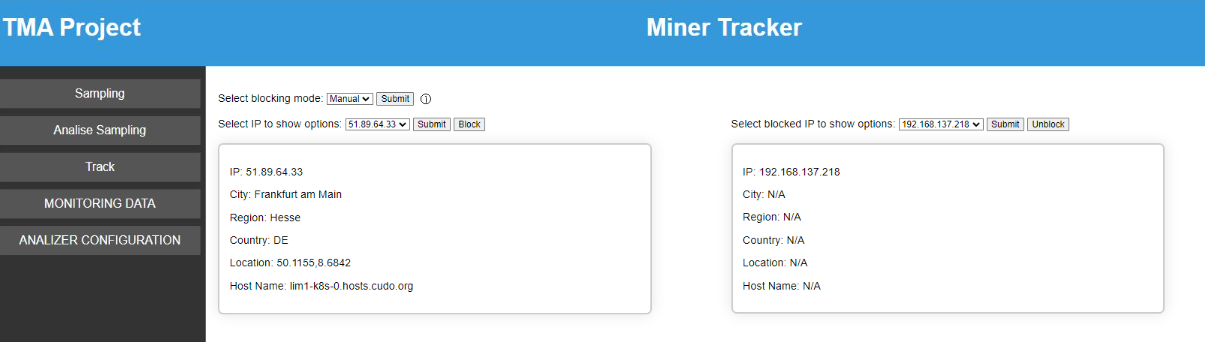 TMA Project
Miner Tracker
Sampling
Analise Sampling
Track
MONITORING DATA
ANALIZER CONFIGURATION
Select blocking mode: Manual Submit ⓘ
Select IP to show options: 51.89.64.33 Submit Block
IP: 51.89.64.33
City: Frankfurt am Main
Region: Hesse
Country: DE
Location: 50.1155,8.6842
Host Name: lim1-k8s-0.hosts.cudo.org
Select blocked IP to show options: 192.168.137.218 Submit Unblock
IP: 192.168.137.218
City: N/A
Region: N/A
Country: N/A
Location: N/A
Host Name: N/A